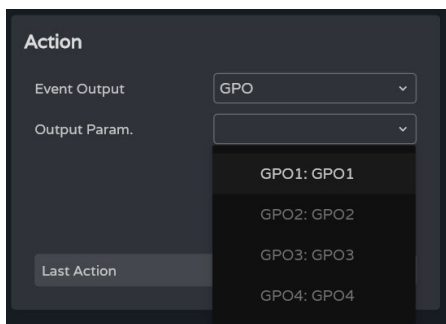 Action
Event Output GPO
Output Param.
GPO1: GPO1
GPO2: GPO2
GPO3: GPO3
Last Action
GPO4: GPO4